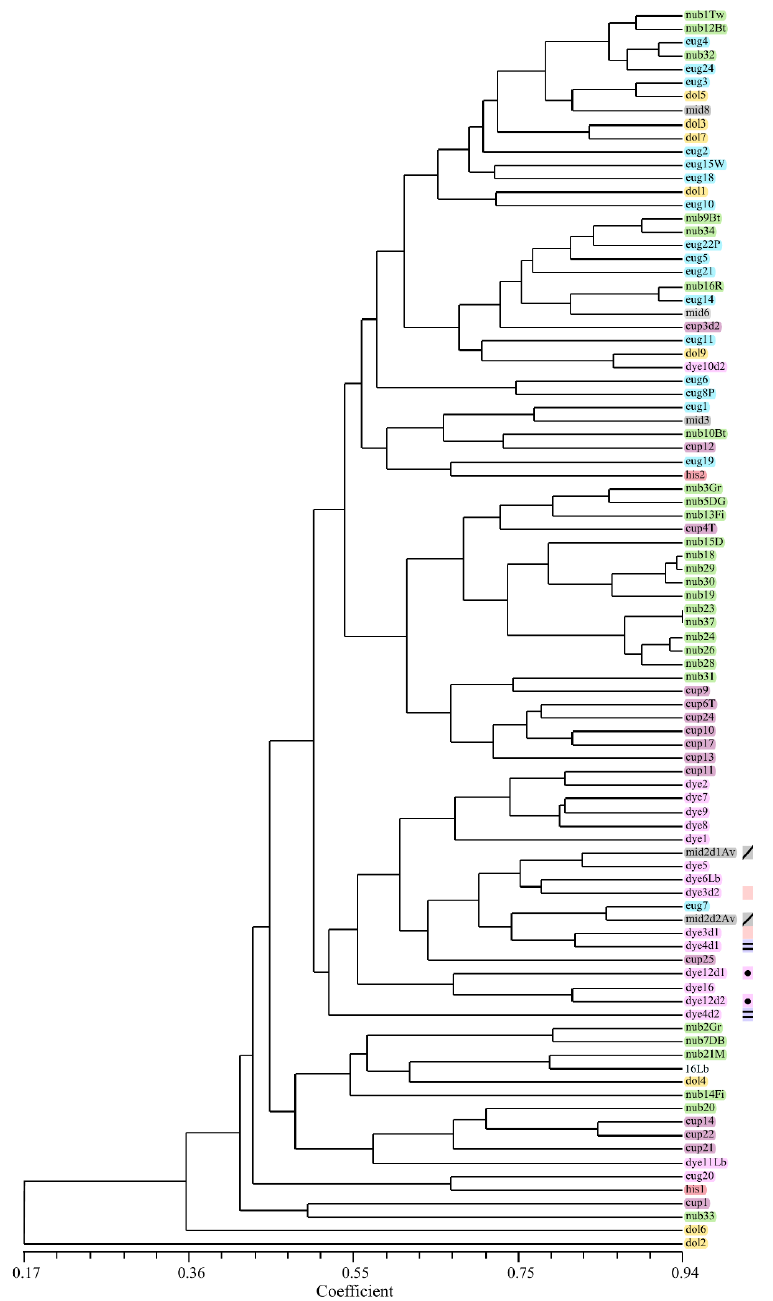 nub1Tw
nub12Bt
eug4
nub32
eug24
eug3
dol5
mid8
dol3
dol7
eug2
eug15W
eug18
dol1
eug10
nub9Bt
nub34
eug22P
eug5
eug21
nub16R
eug14
mid6
cup3d2
eug11
dol9
dye10d2
eug6
eug8P
eug1
mid3
nub10Bt
cup12
eug19
his2
nub3Gr
nub5DG
nub13Fi
cup4T
nub15D
nub18
nub29
nub30
nub19
nub23
nub37
nub24
nub26
nub28
nub31
cup9
cup6T
cup24
cup10
cup17
cup13
cup11
dye2
dye7
dye9
dye8
dye1
mid2d1Av
dye5
dye6Lb
dye3d2
eug7
mid2d2Av
dye3d1
dye4d1
cup25
dye12d1
dye16
dye12d2
dye4d2
nub2Gr
nub7DB
nub21M
16Lb
dol4
nub14Fi
nub20
cup14
cup22
cup21
dye11Lb
eug20
his1
cup1
nub33
dol6
dol2
0.17 0.36 0.55 0.75 0.94
Coefficient